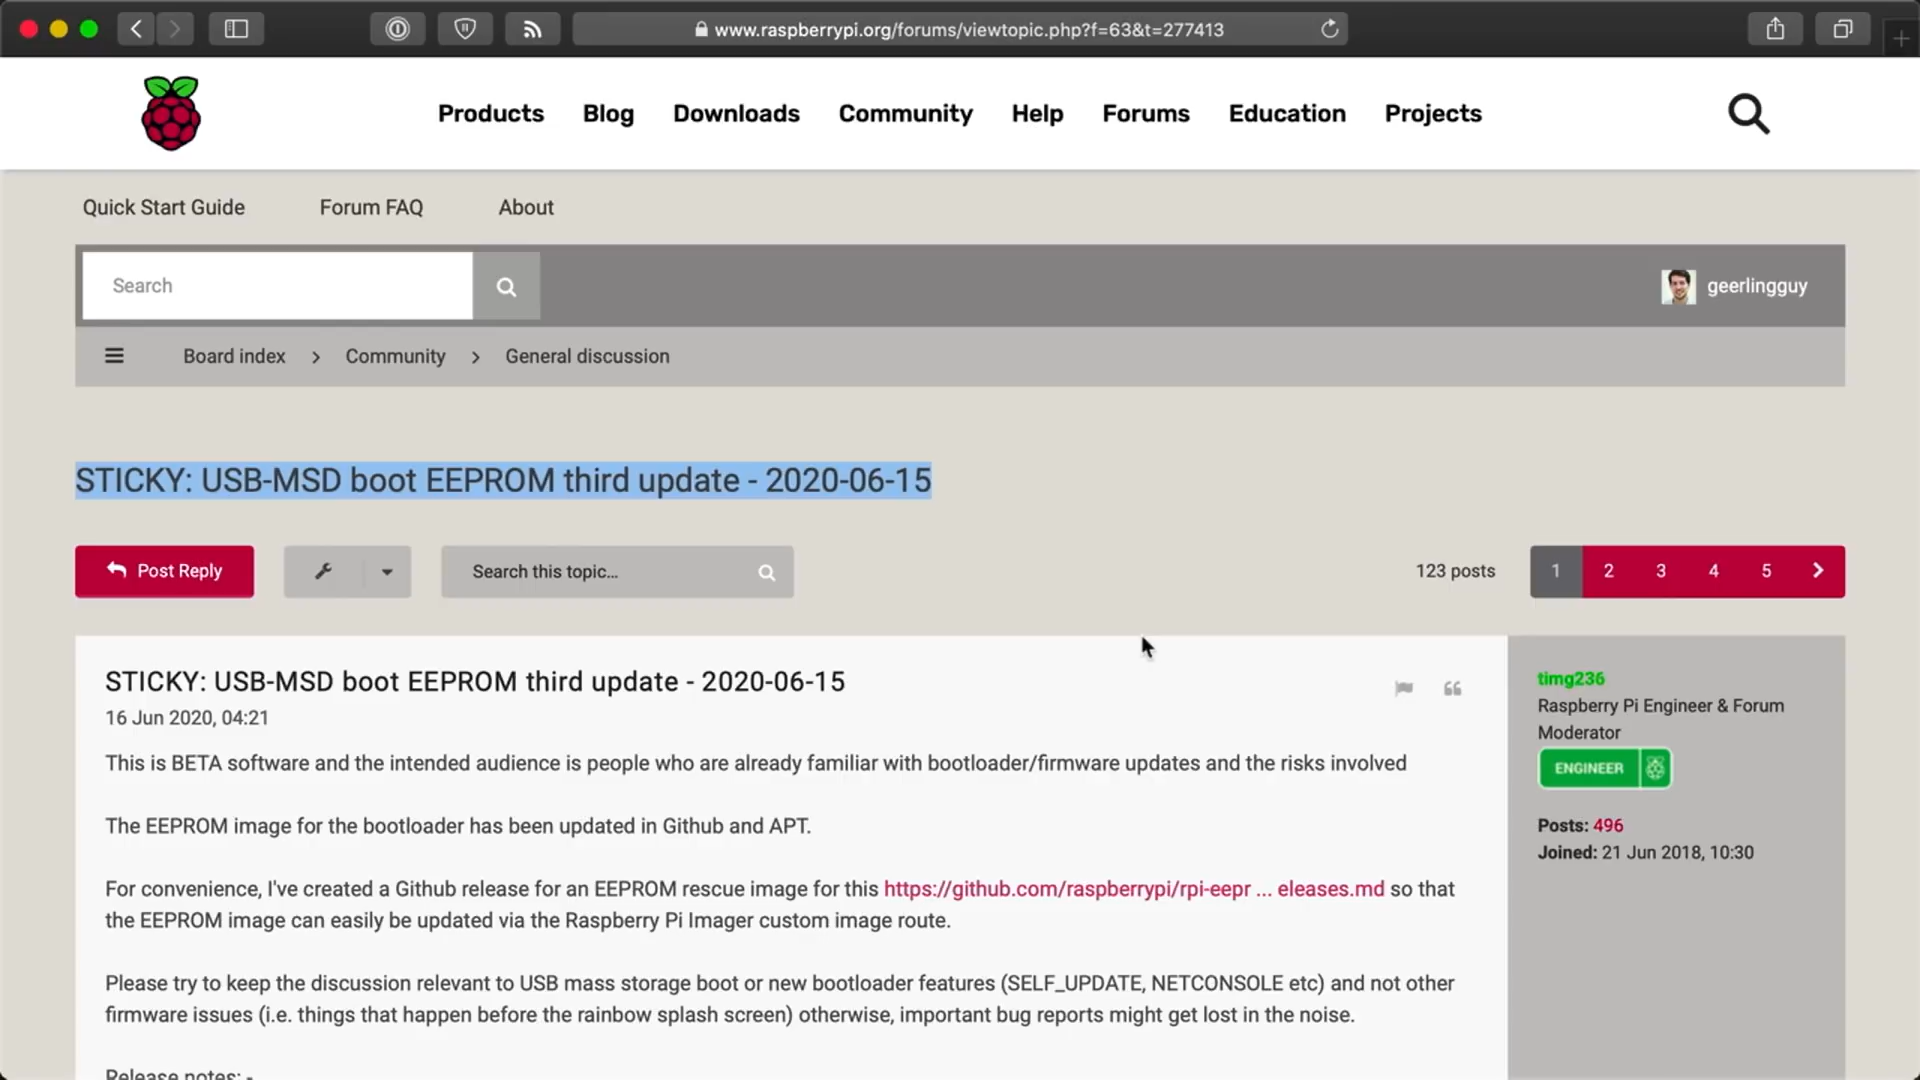 www.raspberrypi.org/forums/viewtopic.php?f=63&t=277413
Products Blog Downloads Community Help Forums Education Projects
Quick Start Guide Forum FAQ About
Search geerlingguy
Board index > Community > General discussion
STICKY: USB-MSD boot EEPROM third update - 2020-06-15
Post Reply Search this topic… 123 posts 1 2 3 4 5
STICKY: USB-MSD boot EEPROM third update - 2020-06-15
16 Jun 2020, 04:21
This is BETA software and the intended audience is people who are already familiar with bootloader/firmware updates and the risks involved
The EEPROM image for the bootloader has been updated in Github and APT.
For convenience, I've created a Github release for an EEPROM rescue image for this https://github.com/raspberrypi/rpi-eepr ... eleases.md so that
the EEPROM image can easily be updated via the Raspberry Pi Imager custom image route.
Please try to keep the discussion relevant to USB mass storage boot or new bootloader features (SELF_UPDATE, NETCONSOLE etc) and not other
firmware issues (i.e. things that happen before the rainbow splash screen) otherwise, important bug reports might get lost in the noise.
Release notes: -
timg236
Raspberry Pi Engineer & Forum
Moderator
ENGINEER
Posts: 496
Joined: 21 Jun 2018, 10:30